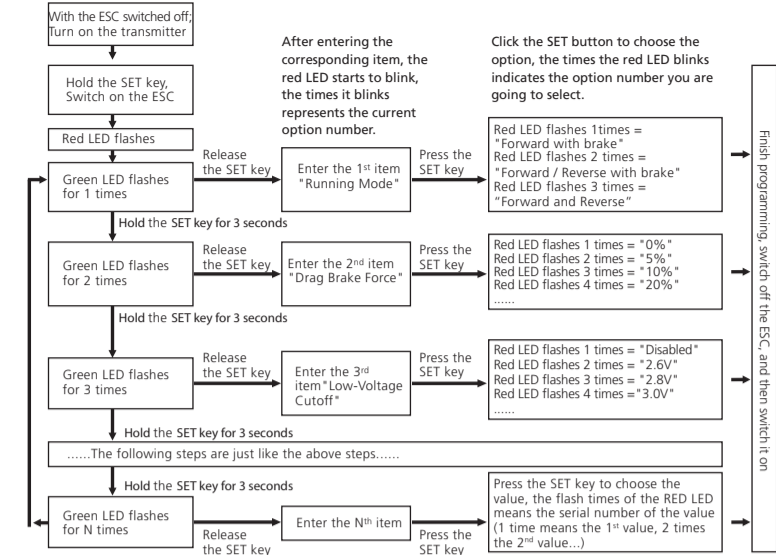 With the ESC switched off;
Turn on the transmitter
Hold the SET key,
Switch on the ESC
Red LED flashes
After entering the
corresponding item, the
red LED starts to blink,
the times it blinks
represents the current
option number.
Click the SET button to choose the
option, the times the red LED blinks
indicates the option number you are
going to select.
Green LED flashes
for 1 times
Release
the SET key
Enter the 1st item
"Running Mode"
Press the
SET key
Red LED flashes 1times =
"Forward with brake"
Red LED flashes 2 times =
"Forward / Reverse with brake"
Red LED flashes 3 times =
“Forward and Reverse”
Hold the SET key for 3 seconds
Green LED flashes
for 2 times
Release
the SET key
Enter the 2nd item
"Drag Brake Force"
Press the
SET key
Red LED flashes 1 times = "0%"
Red LED flashes 2 times = "5%"
Red LED flashes 3 times = "10%"
Red LED flashes 4 times = "20%"
......
Hold the SET key for 3 seconds
Green LED flashes
for 3 times
Release
the SET key
Enter the 3rd
item"Low-Voltage
Cutoff"
Press the
SET key
Red LED flashes 1 times = "Disabled"
Red LED flashes 2 times = "2.6V"
Red LED flashes 3 times = "2.8V"
Red LED flashes 4 times ="3.0V"
......
Hold the SET key for 3 seconds
......The following steps are just like the above steps......
Hold the SET key for 3 seconds
Green LED flashes
for N times
Release
the SET key
Enter the Nth item
Press the
SET key
Press the SET key to choose the
value, the flash times of the RED LED
means the serial number of the value
(1 time means the 1st value, 2 times
the 2nd value...)
Finish programming, switch off the ESC, and then switch it on